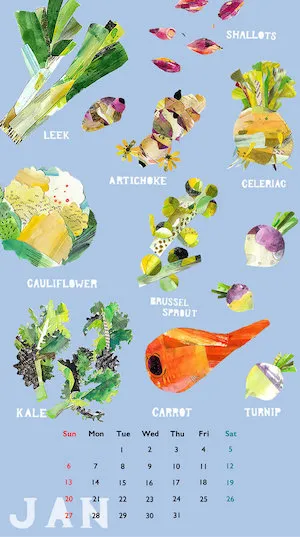 SHALLOTS
LEEK
ARTICHOKE
CELERIAC
CAULIFLOWER
BRUSSEL
SPROUT
KALE
CARROT
TURNIP
Sun Mon Tue Wed Thu Fri Sat
1 2 3 4 5
6 7 8 9 10 11 12
13 14 15 16 17 18 19
20 21 22 23 24 25 26
27 28 29 30 31
JAN